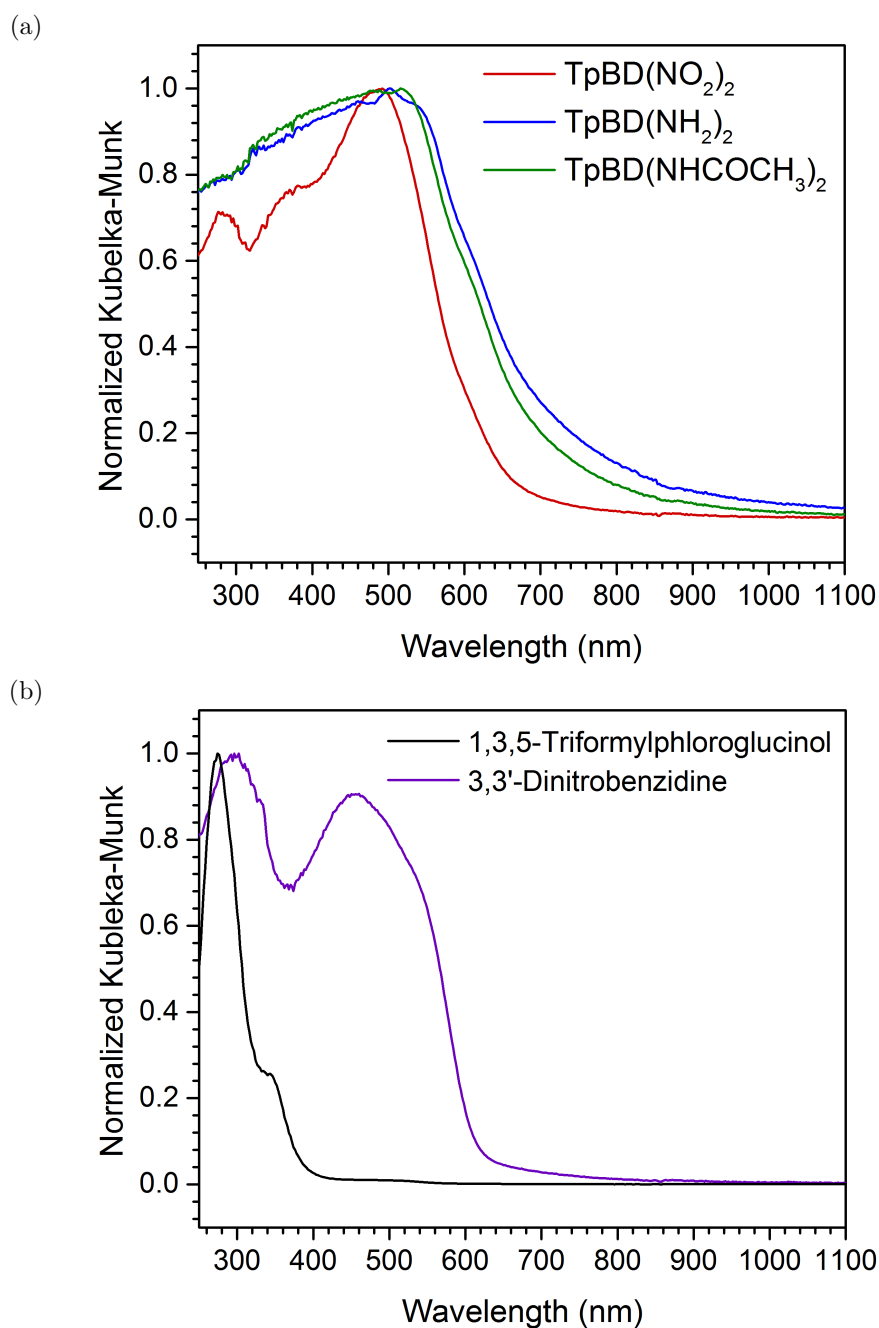 (a)
TpBD(NO₂)₂
TpBD(NH₂)₂
TpBD(NHCOCH₃)₂
Normalized Kubelka-Munk
1.0
0.8
0.6
0.4
0.2
0.0
300 400 500 600 700 800 900 1000 1100
Wavelength (nm)
(b)
1,3,5-Triformylphloroglucinol
3,3'-Dinitrobenzidine
Normalized Kubleka-Munk
1.0
0.8
0.6
0.4
0.2
0.0
300 400 500 600 700 800 900 1000 1100
Wavelength (nm)